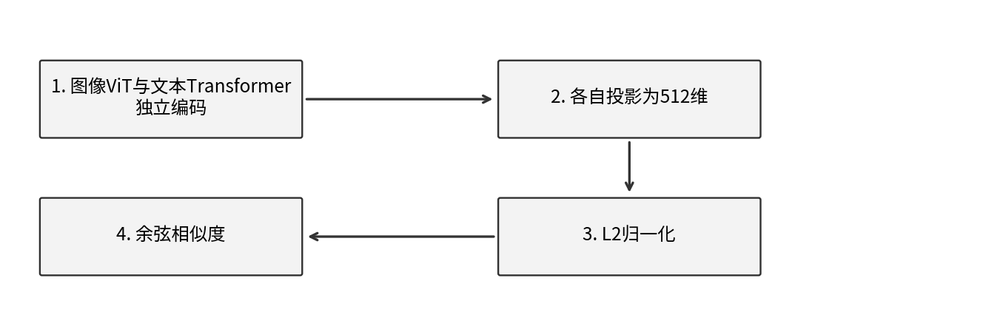 1. 图像ViT与文本Transformer
独立编码
2. 各自投影为512维
3. L2归一化
4. 余弦相似度